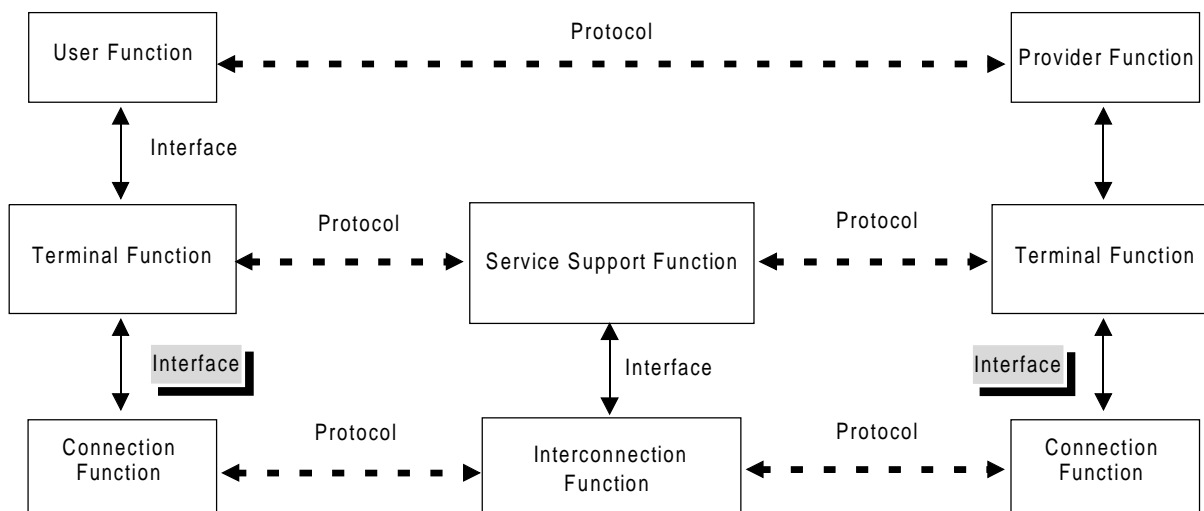 Protocol
User Function
Provider Function
Interface
Protocol
Protocol
Terminal Function
Service Support Function
Terminal Function
Interface
Interface
Interface
Protocol
Protocol
Connection
Function
Interconnection
Function
Connection
Function